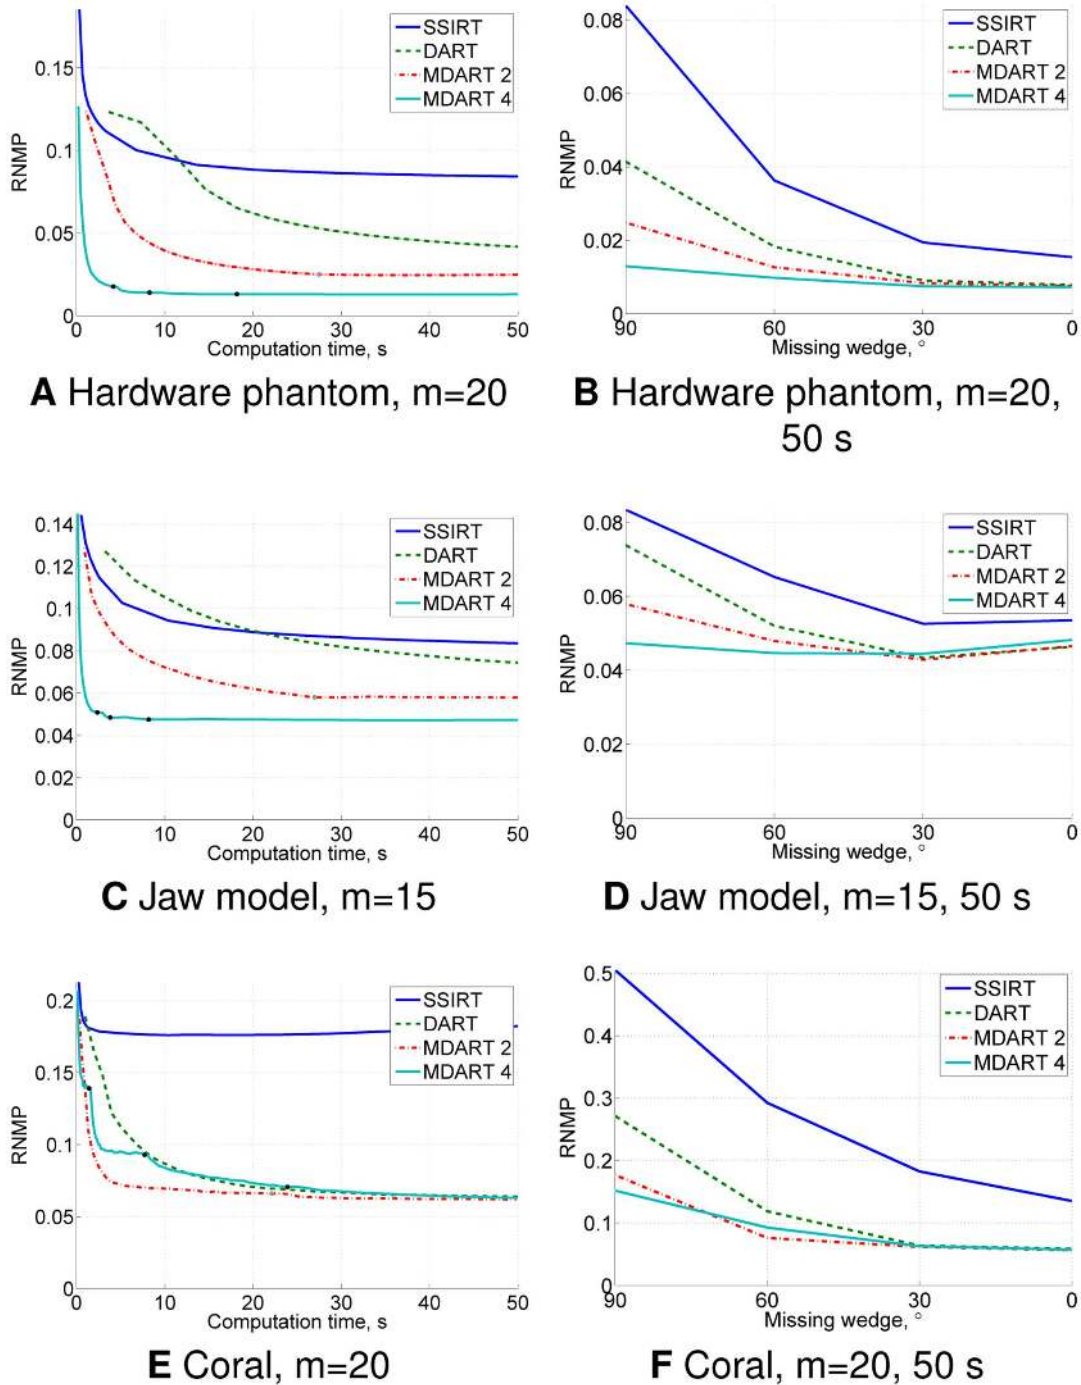 SSIRT
DART
MDART 2
MDART 4
0.15
0.1
0.05
0
RNMP
0 10 20 30 40 50
Computation time, s
A Hardware phantom, m=20
SSIRT
DART
MDART 2
MDART 4
0.08
0.06
0.04
0.02
0
RNMP
90 60 30 0
Missing wedge, °
B Hardware phantom, m=20,
50 s
SSIRT
DART
MDART 2
MDART 4
0.14
0.12
0.1
0.08
0.06
0.04
0.02
0
RNMP
0 10 20 30 40 50
Computation time, s
C Jaw model, m=15
SSIRT
DART
MDART 2
MDART 4
0.08
0.06
0.04
0.02
0
RNMP
90 60 30 0
Missing wedge, °
D Jaw model, m=15, 50 s
SSIRT
DART
MDART 2
MDART 4
0.2
0.15
0.1
0.05
0
RNMP
0 10 20 30 40 50
Computation time, s
E Coral, m=20
SSIRT
DART
MDART 2
MDART 4
0.5
0.4
0.3
0.2
0.1
0
RNMP
90 60 30 0
Missing wedge, °
F Coral, m=20, 50 s